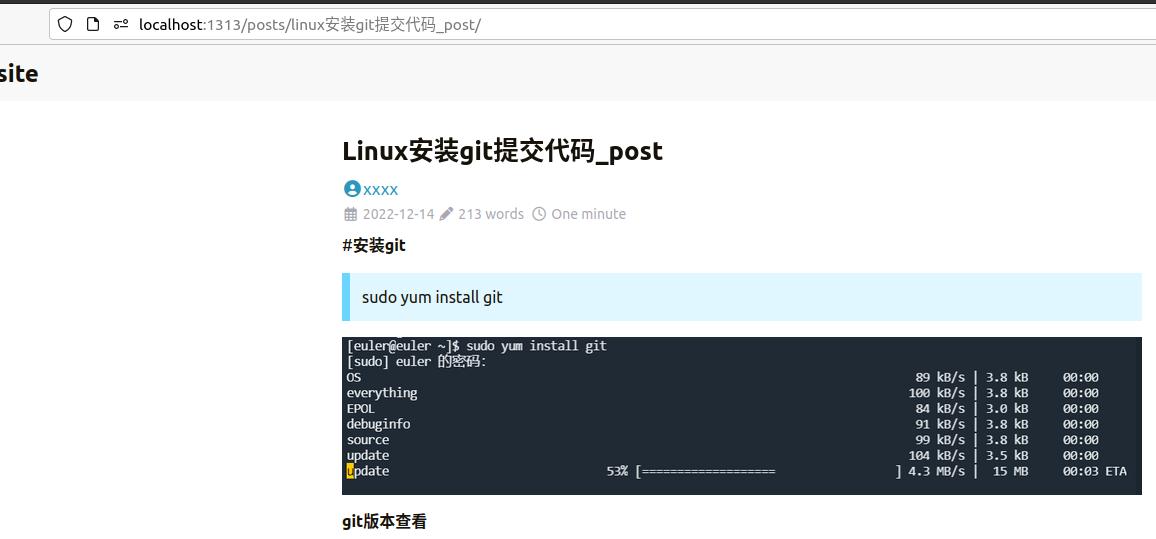 localhost:1313/posts/linux安装git提交代码_post/
site
Linux安装git提交代码_post
xxxx
2022-12-14 213 words One minute
#安装git
sudo yum install git
[euler@euler ~]$ sudo yum install git
[sudo] euler 的密码：
OS 89 kB/s | 3.8 kB 00:00
everything 100 kB/s | 3.8 kB 00:00
EPOL 84 kB/s | 3.0 kB 00:00
debuginfo 91 kB/s | 3.8 kB 00:00
source 99 kB/s | 3.8 kB 00:00
update 104 kB/s | 3.5 kB 00:00
update 53% [=================== ] 4.3 MB/s | 15 MB 00:03 ETA
git版本查看